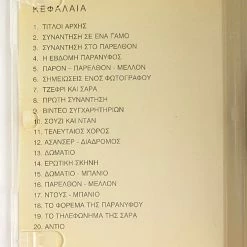 ΚΕΦΑΛΑΙΑ
1. ΤΙΤΛΟΙ ΑΡΧΗΣ
2. ΣΥΝΑΝΤΗΣΗ ΣΕ ΕΝΑ ΓΑΜΟ
3. ΣΥΝΑΝΤΗΣΗ ΣΤΟ ΠΑΡΕΛΘΟΝ
4. Η ΕΒΔΟΜΗ ΠΑΡΑΝΥΦΟΣ
5. ΠΑΡΟΝ - ΠΑΡΕΛΘΟΝ - ΜΕΛΛΟΝ
6. ΣΗΜΕΙΩΣΕΙΣ ΕΝΟΣ ΦΩΤΟΓΡΑΦΟΥ
7. ΤΖΕΦΡΙ ΚΑΙ ΣΑΡΑ
8. ΠΡΩΤΗ ΣΥΝΑΝΤΗΣΗ
9. ΒΙΝΤΕΟ ΣΥΓΧΑΡΗΤΗΡΙΩΝ
10. ΣΟΥΖΙ ΚΑΙ ΝΤΑΝ
11. ΤΕΛΕΥΤΑΙΟΣ ΧΟΡΟΣ
12. ΑΣΑΝΣΕΡ - ΔΙΑΔΡΟΜΟΣ
13. ΔΩΜΑΤΙΟ
14. ΕΡΩΤΙΚΗ ΣΚΗΝΗ
15. ΔΩΜΑΤΙΟ - ΜΠΑΝΙΟ
16. ΠΑΡΕΛΘΟΝ - ΜΕΛΛΟΝ
17. ΝΤΟΥΣ - ΜΠΑΝΙΟ
18. ΤΟ ΦΟΡΕΜΑ ΤΗΣ ΠΑΡΑΝΥΦΟΥ
19. ΤΟ ΤΗΛΕΦΩΝΗΜΑ ΤΗΣ ΣΑΡΑ
20. ΑΝΤΙΟ